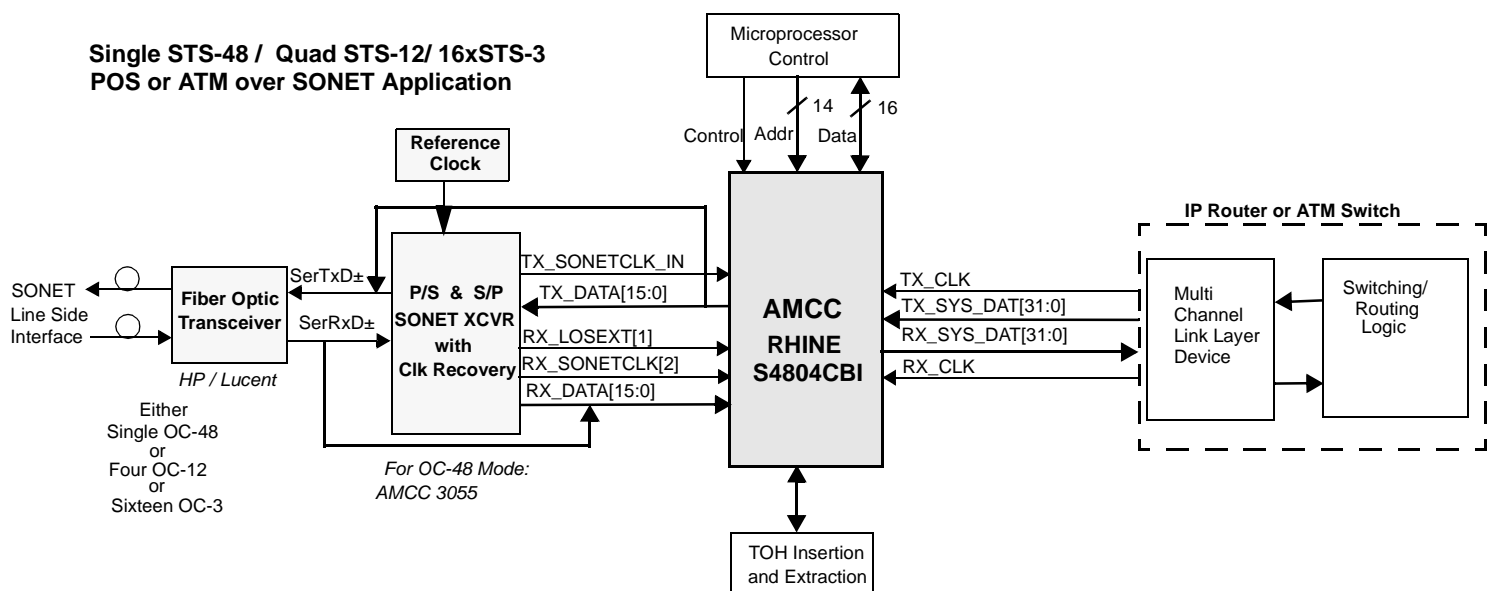 Single STS-48 / Quad STS-12/ 16xSTS-3
POS or ATM over SONET Application
Microprocessor
Control
14
16
Control
Addr
Data
Reference
Clock
IP Router or ATM Switch
SONET
Line Side
Interface
Fiber Optic
Transceiver
HP / Lucent
Either
Single OC-48
or
Four OC-12
or
Sixteen OC-3
SerTxD±
SerRxD±
P/S & S/P
SONET XCVR
with
Clk Recovery
For OC-48 Mode:
AMCC 3055
TX_SONETCLK_IN
TX_DATA[15:0]
RX_LOSEXT[1]
RX_SONETCLK[2]
RX_DATA[15:0]
AMCC
RHINE
S4804CBI
TX_CLK
TX_SYS_DAT[31:0]
RX_SYS_DAT[31:0]
RX_CLK
Multi
Channel
Link Layer
Device
Switching/
Routing
Logic
TOH Insertion
and Extraction